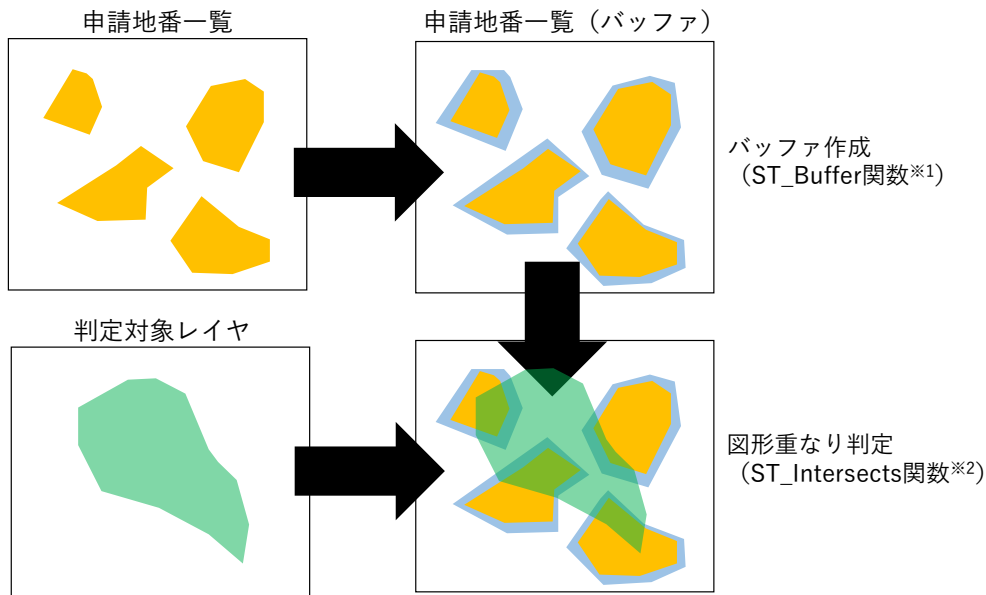 申請地番一覧
申請地番一覧（バッファ）
バッファ作成
（ST_Buffer関数※1）
判定対象レイヤ
図形重なり判定
（ST_Intersects関数※2）